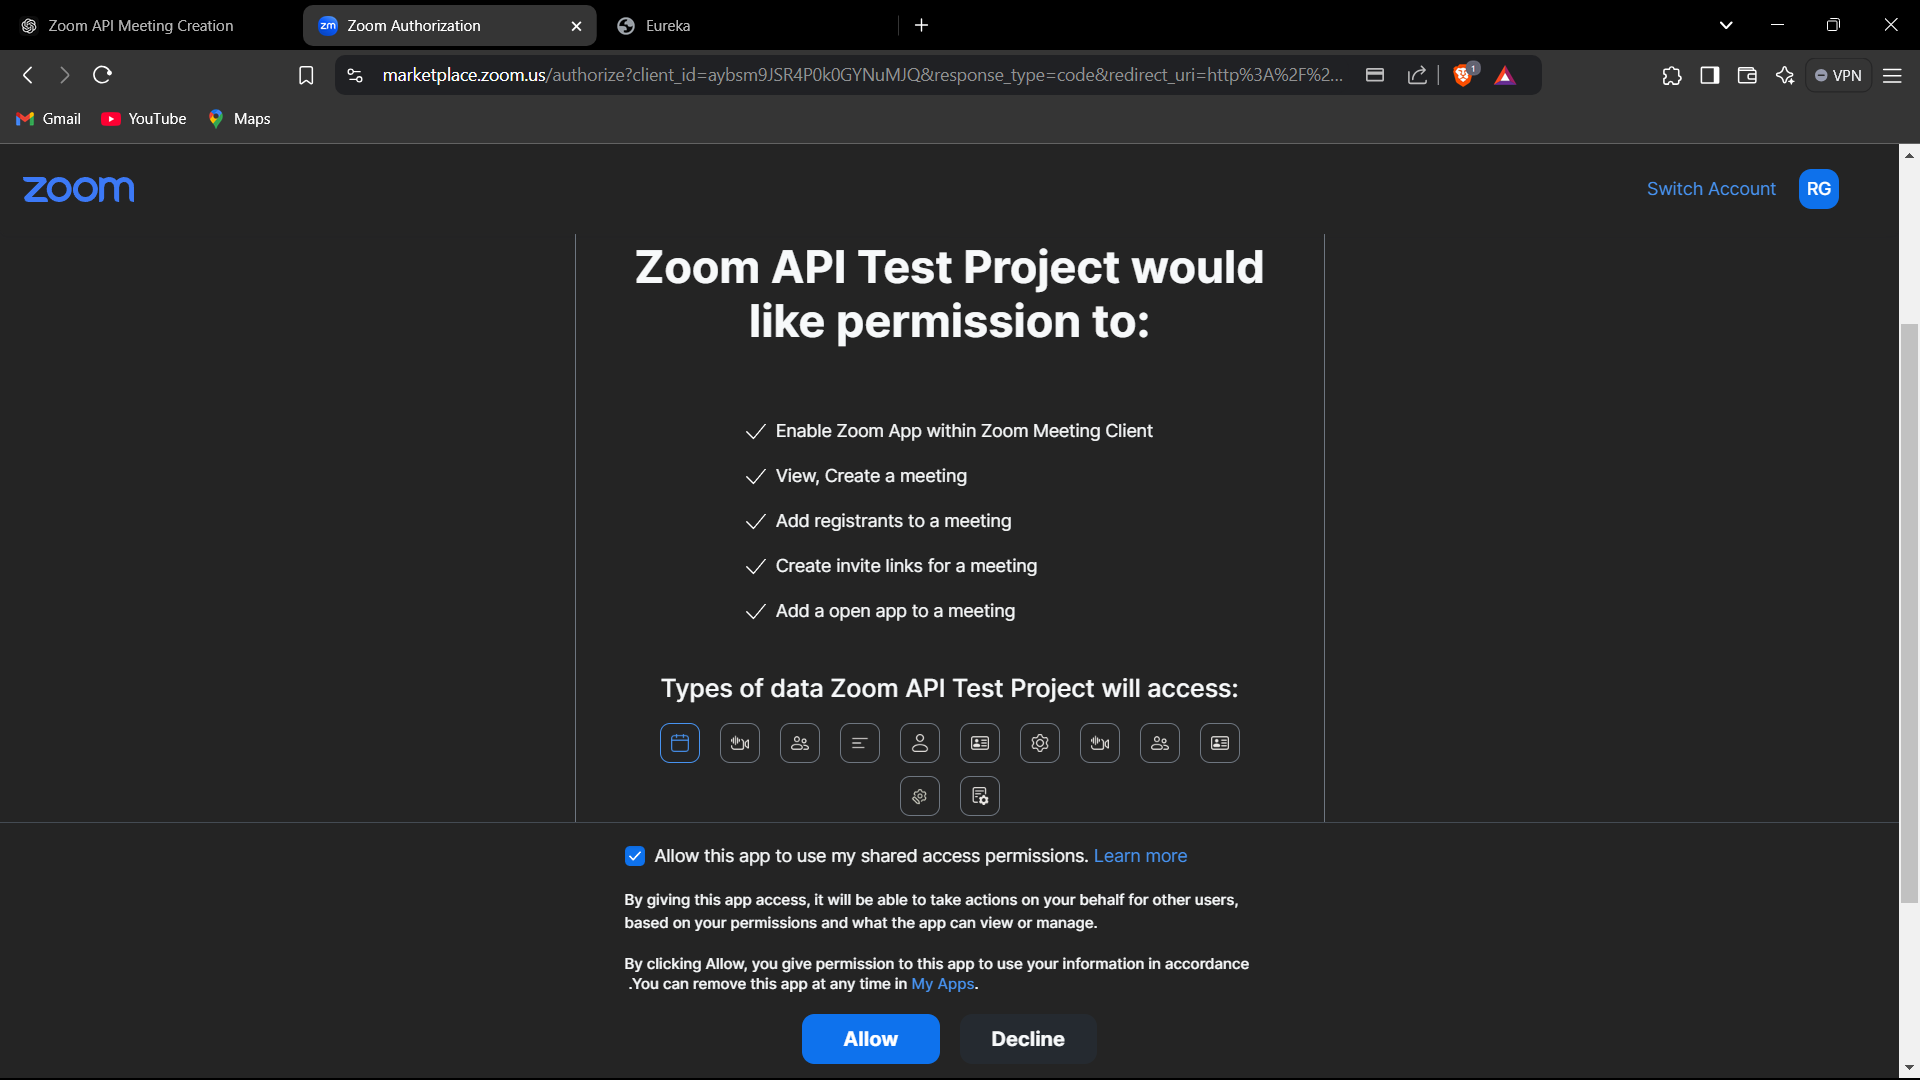 Zoom API Meeting Creation
zm Zoom Authorization
Eureka
marketplace.zoom.us/authorize?client_id=aybsm9JSR4P0k0GYNuMJQ&response_type=code&redirect_uri=http%3A%2F%2...
1
VPN
Gmail
YouTube
Maps
zoom
Switch Account
RG
Zoom API Test Project would
like permission to:
Enable Zoom App within Zoom Meeting Client
View, Create a meeting
Add registrants to a meeting
Create invite links for a meeting
Add a open app to a meeting
Types of data Zoom API Test Project will access:
Allow this app to use my shared access permissions. Learn more
By giving this app access, it will be able to take actions on your behalf for other users,
based on your permissions and what the app can view or manage.
By clicking Allow, you give permission to this app to use your information in accordance
.You can remove this app at any time in My Apps.
Allow
Decline